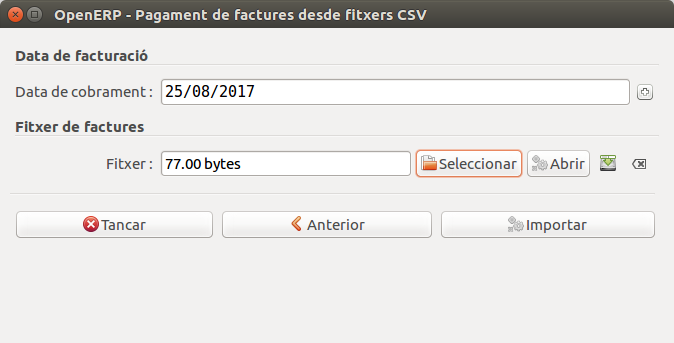 OpenERP - Pagament de factures desde fitxers CSV
Data de facturació
Data de cobrament : 25/08/2017
Fitxer de factures
Fitxer : 77.00 bytes Seleccionar Abrir
Tancar Anterior Importar